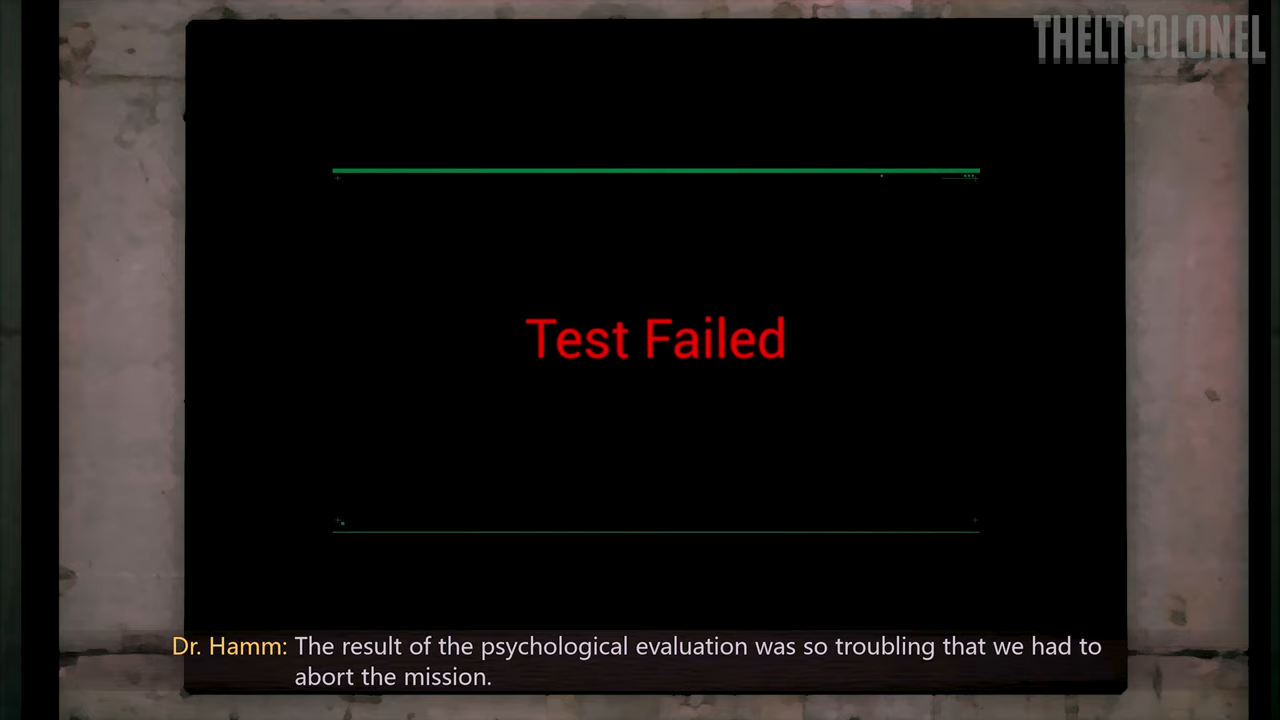 THELTCOLONEL
Test Failed
Dr. Hamm: The result of the psychological evaluation was so troubling that we had to
abort the mission.